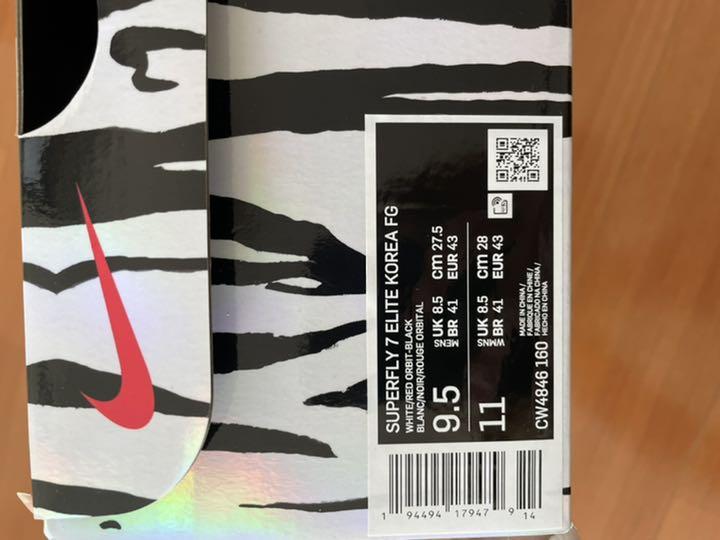 SUPERFLY 7 ELITE KOREA FG
WHITE/RED ORBIT-BLACK
BLANC/NOIR/ROUGE ORBITAL
9.5
MENS UK 8.5 cm 27.5
BR 41 EUR 43
11
WMNS UK 8.5 cm 28
BR 41 EUR 43
MADE IN CHINA /
FABRIQUE EN CHINE /
FABRICADO NA CHINA /
HECHO EN CHINA
CW4846 160
1 94494 17947 9 14